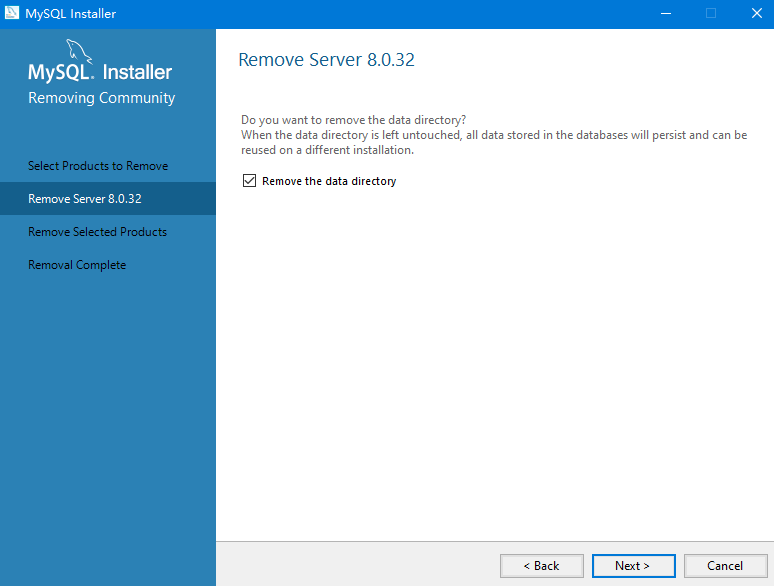 MySQL Installer
MySQL. Installer
Removing Community
Select Products to Remove
Remove Server 8.0.32
Remove Selected Products
Removal Complete
Remove Server 8.0.32
Do you want to remove the data directory?
When the data directory is left untouched, all data stored in the databases will persist and can be
reused on a different installation.
Remove the data directory
< Back
Next >
Cancel